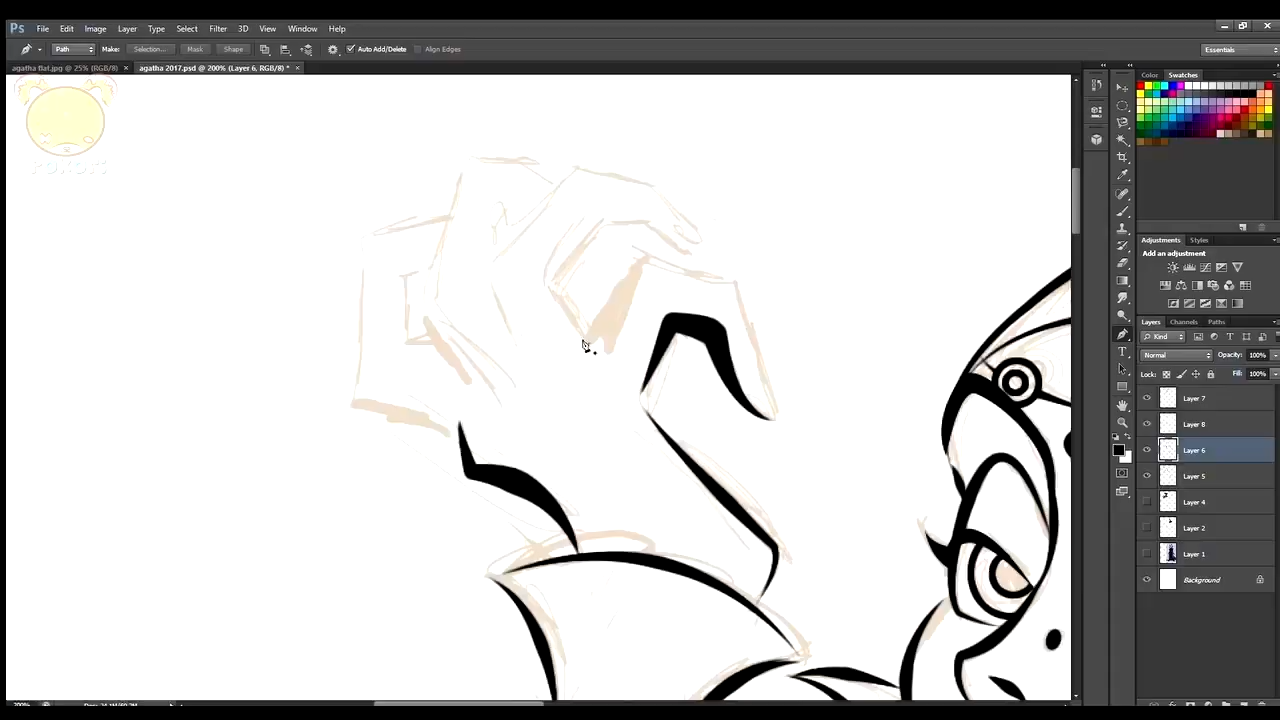 Ps File Edit Image Layer Type Select Filter 3D View Window Help
Path Make: Selection... Mask Shape Auto Add/Delete Align Edges Essentials
agatha flat.jpg @ 25% (RGB/8) × agatha 2017.psd @ 200% (Layer 6, RGB/8) * ×
Color Swatches
Adjustments Styles
Add an adjustment
Layers Channels Paths
Kind
Normal Opacity: 100%
Lock: Fill: 100%
Layer 7
Layer 8
Layer 6
Layer 5
Layer 4
Layer 2
Layer 1
Background